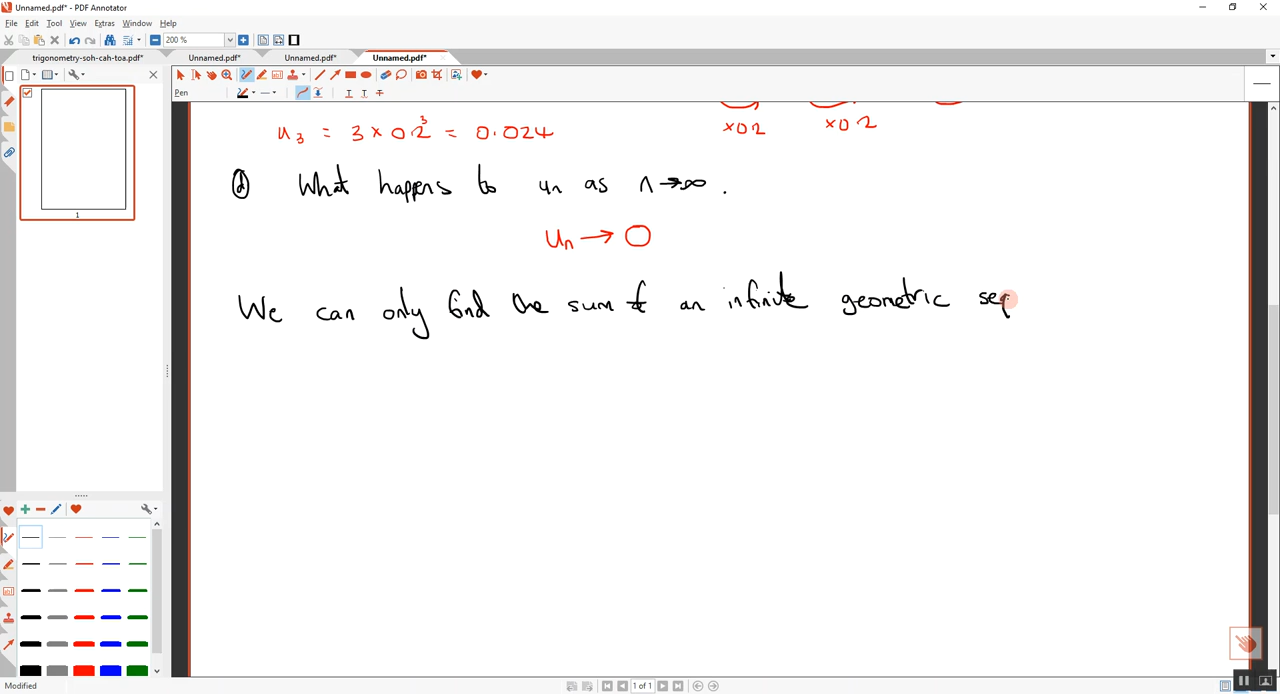 Unnamed.pdf* - PDF Annotator
File Edit Tool View Extras Window Help
200 %
trigonometry-soh-cah-toa.pdf* Unnamed.pdf* Unnamed.pdf* Unnamed.pdf*
Pen
×0.2 ×0.2
u₃ = 3 × 0.2³ = 0.024
(d) What happens to un as n→∞.
Un → 0
We can only find the sum of an infinite geometric seq
1
1 of 1
Modified